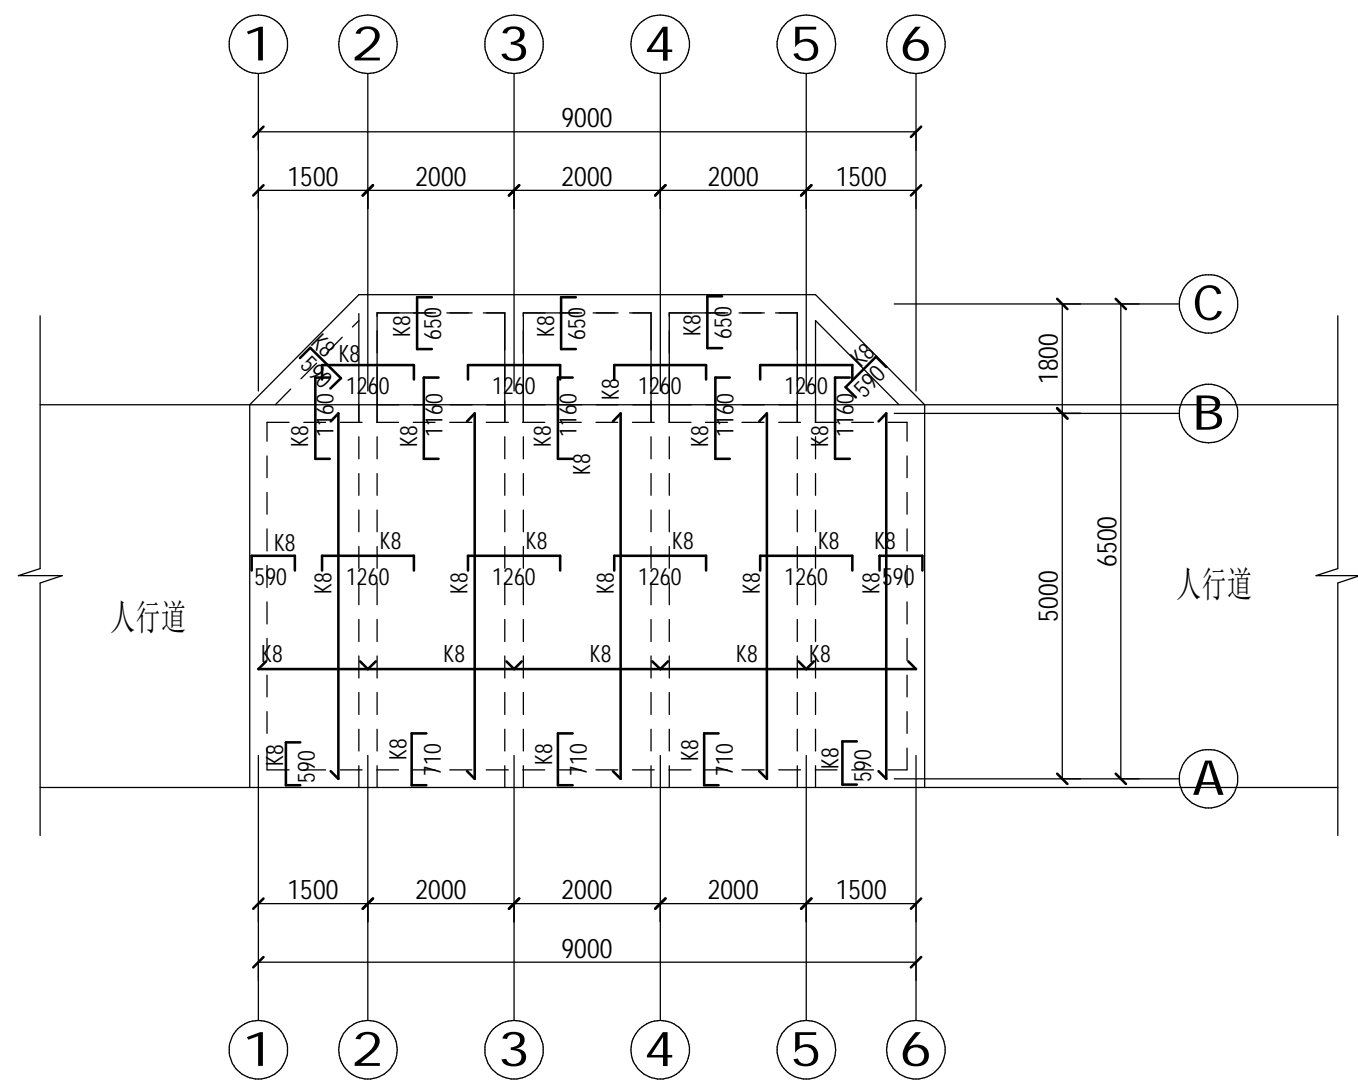 1 2 3 4 5 6
9000
1500 2000 2000 2000 1500
C
K8 650 K8 650 K8 650
1800
K8 590 K8 K8 590
1260 1260 K8 1260 1260
B
K8 1160 K8 1160 K8 1160 K8 1160 K8 1160
K8
6500
K8 K8 K8 K8 K8 K8
590 1260 1260 1260 1260 590
K8 K8 K8 K8 K8
5000
人行道 人行道
K8 K8 K8 K8 K8
K8 590 K8 710 K8 710 K8 710 K8 590
A
1500 2000 2000 2000 1500
9000
1 2 3 4 5 6